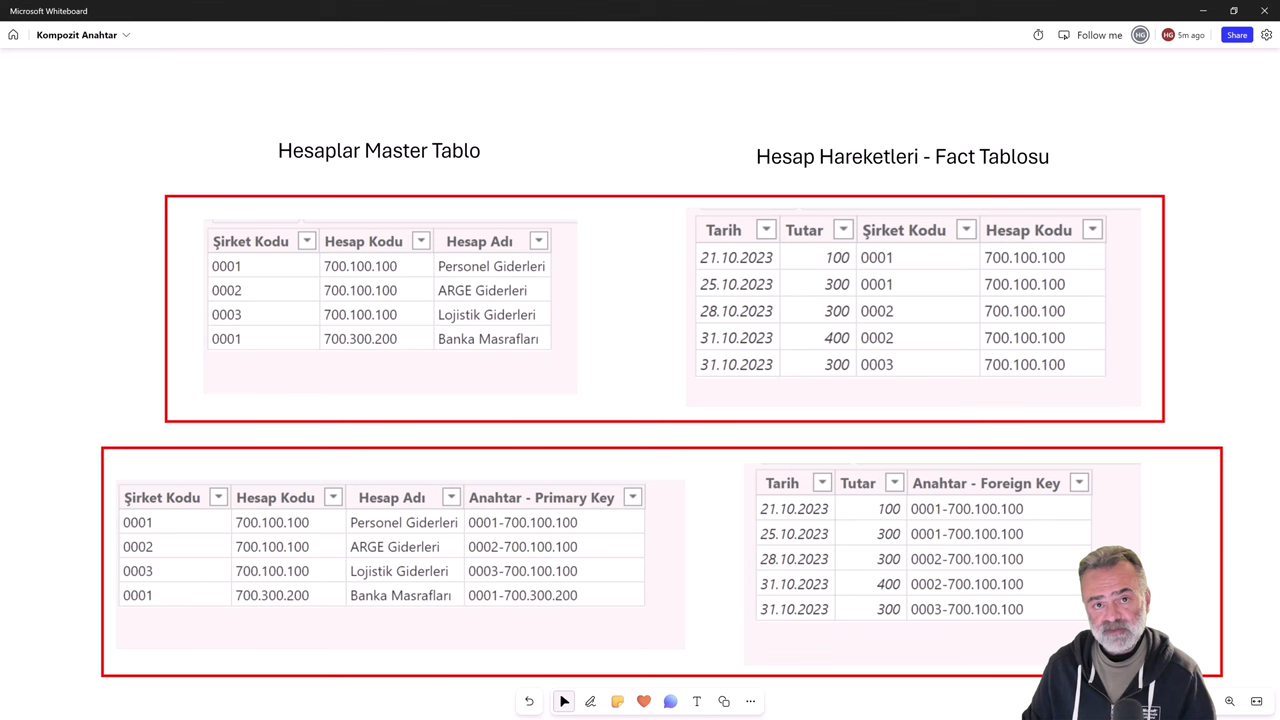 Microsoft Whiteboard
Kompozit Anahtar
Follow me
HG
HG
5m ago
Share
Hesaplar Master Tablo
Hesap Hareketleri - Fact Tablosu
Şirket Kodu Hesap Kodu Hesap Adı
0001 700.100.100 Personel Giderleri
0002 700.100.100 ARGE Giderleri
0003 700.100.100 Lojistik Giderleri
0001 700.300.200 Banka Masrafları
Tarih Tutar Şirket Kodu Hesap Kodu
21.10.2023 100 0001 700.100.100
25.10.2023 300 0001 700.100.100
28.10.2023 300 0002 700.100.100
31.10.2023 400 0002 700.100.100
31.10.2023 300 0003 700.100.100
Şirket Kodu Hesap Kodu Hesap Adı Anahtar - Primary Key
0001 700.100.100 Personel Giderleri 0001-700.100.100
0002 700.100.100 ARGE Giderleri 0002-700.100.100
0003 700.100.100 Lojistik Giderleri 0003-700.100.100
0001 700.300.200 Banka Masrafları 0001-700.300.200
Tarih Tutar Anahtar - Foreign Key
21.10.2023 100 0001-700.100.100
25.10.2023 300 0001-700.100.100
28.10.2023 300 0002-700.100.100
31.10.2023 400 0002-700.100.100
31.10.2023 300 0003-700.100.100